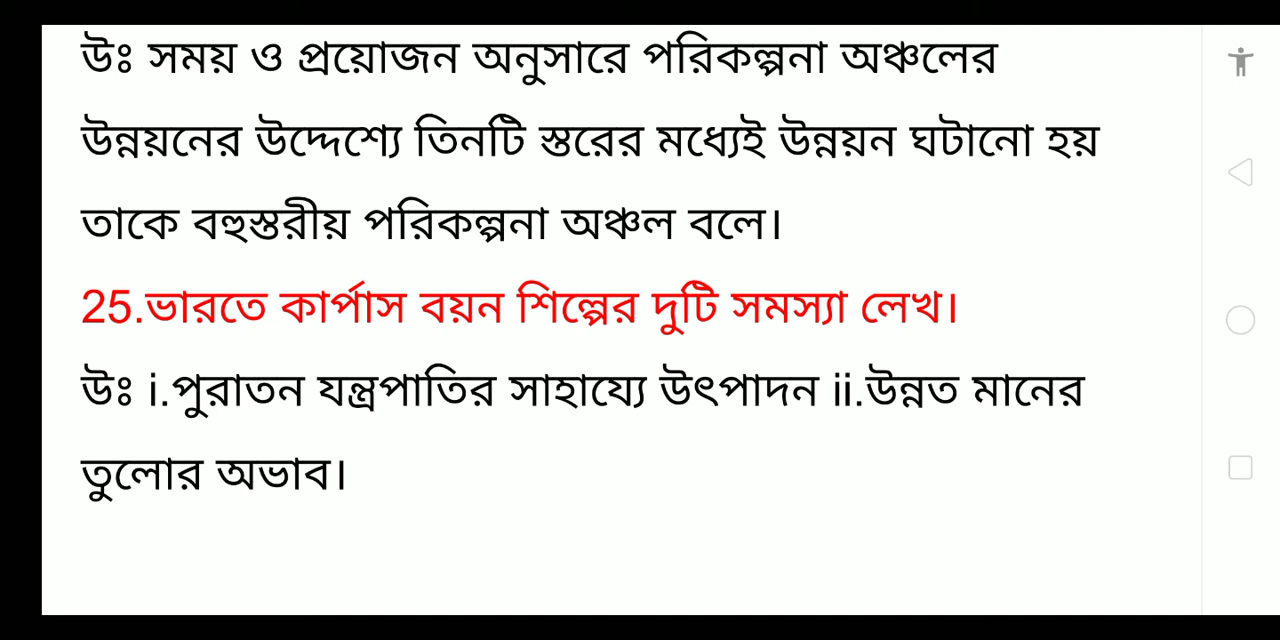 উঃ সময় ও প্রয়োজন অনুসারে পরিকল্পনা অঞ্চলের
উন্নয়নের উদ্দেশ্যে তিনটি স্তরের মধ্যেই উন্নয়ন ঘটানো হয়
তাকে বহুস্তরীয় পরিকল্পনা অঞ্চল বলে।
25.ভারতে কার্পাস বয়ন শিল্পের দুটি সমস্যা লেখ।
উঃ i.পুরাতন যন্ত্রপাতির সাহায্যে উৎপাদন ii.উন্নত মানের
তুলোর অভাব।